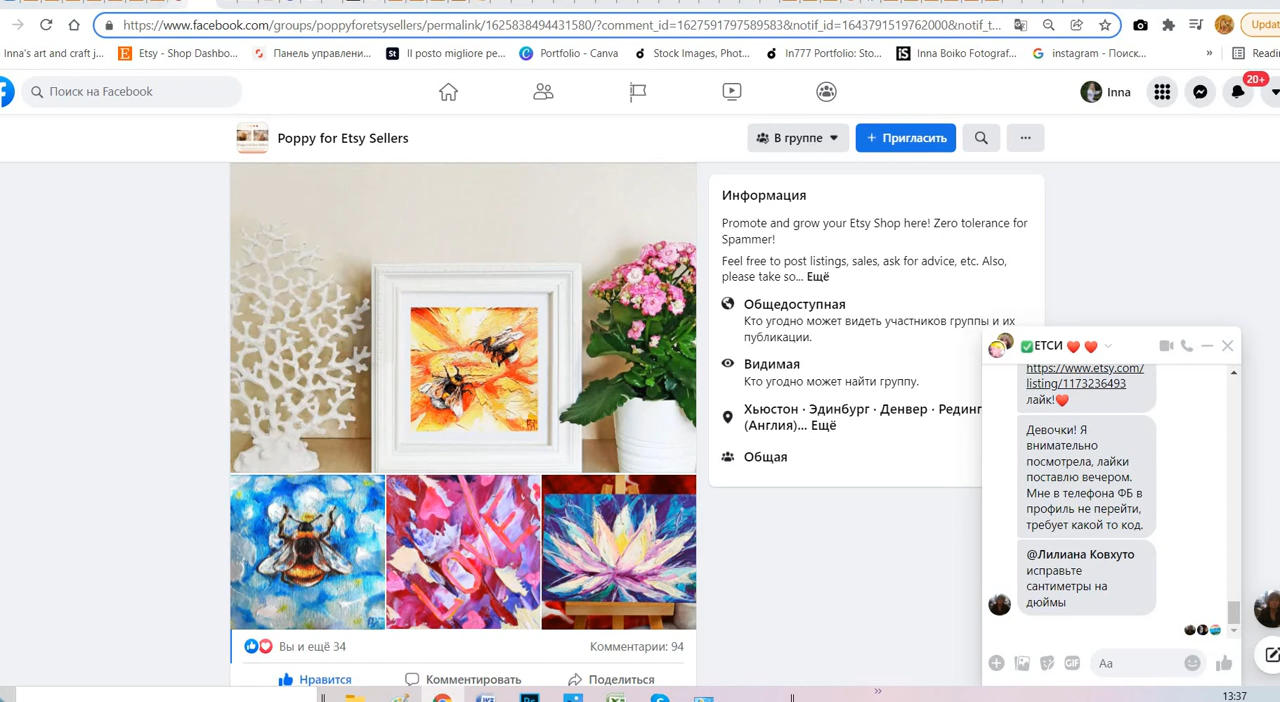 https://www.facebook.com/groups/poppyforetsysellers/permalink/1625838494431580/?comment_id=1627591797589583&notif_id=1643791519762000&notif_t...
Updat
Inna's art and craft j...
Etsy - Shop Dashbo...
Панель управлени...
St
Il posto migliore pe...
Portfolio - Canva
Stock Images, Phot...
In777 Portfolio: Sto...
iS
Inna Boiko Fotograf...
instagram - Поиск...
»
Readin
Поиск на Facebook
Inna
20+
Poppy for Etsy Sellers
В группе
+ Пригласить
Информация
Promote and grow your Etsy Shop here! Zero tolerance for
Spammer!
Feel free to post listings, sales, ask for advice, etc. Also,
please take so... Ещё
Общедоступная
Кто угодно может видеть участников группы и их
публикации.
Видимая
Кто угодно может найти группу.
Хьюстон · Эдинбург · Денвер · Рединг
(Англия)... Ещё
Общая
LOVE
Вы и ещё 34
Комментарии: 94
Нравится
Комментировать
Поделиться
✅ЕТСИ ❤️ ❤️
https://www.etsy.com/
listing/1173236493
лайк!❤️
Девочки! Я
внимательно
посмотрела, лайки
поставлю вечером.
Мне в телефона ФБ в
профиль не перейти,
требует какой то код.
@Лилиана Ковхуто
исправьте
сантиметры на
дюймы
GIF
Aa
»
13:37